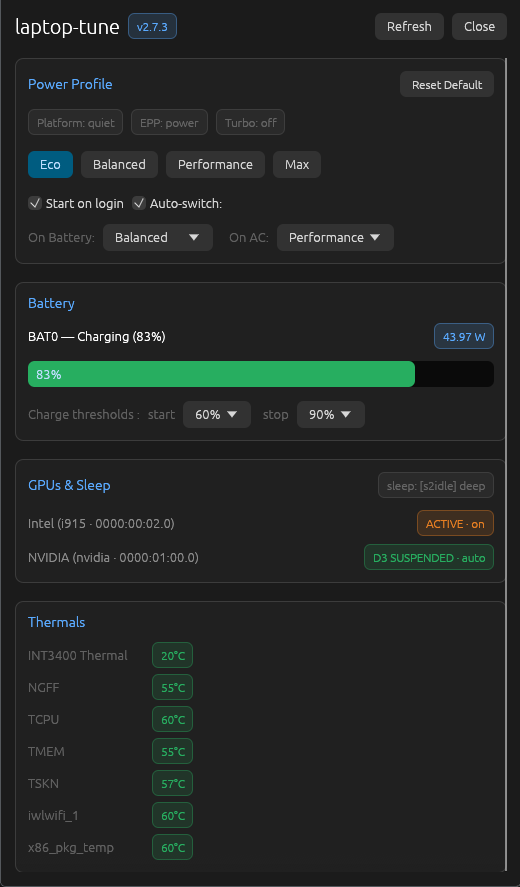 laptop-tune v2.7.3 Refresh Close
Power Profile Reset Default
Platform: quiet EPP: power Turbo: off
Eco Balanced Performance Max
Start on login Auto-switch:
On Battery: Balanced On AC: Performance
Battery
BAT0 — Charging (83%) 43.97 W
83%
Charge thresholds : start 60% stop 90%
GPUs & Sleep sleep: [s2idle] deep
Intel (i915 · 0000:00:02.0) ACTIVE · on
NVIDIA (nvidia · 0000:01:00.0) D3 SUSPENDED · auto
Thermals
INT3400 Thermal 20°C
NGFF 55°C
TCPU 60°C
TMEM 55°C
TSKN 57°C
iwlwifi_1 60°C
x86_pkg_temp 60°C